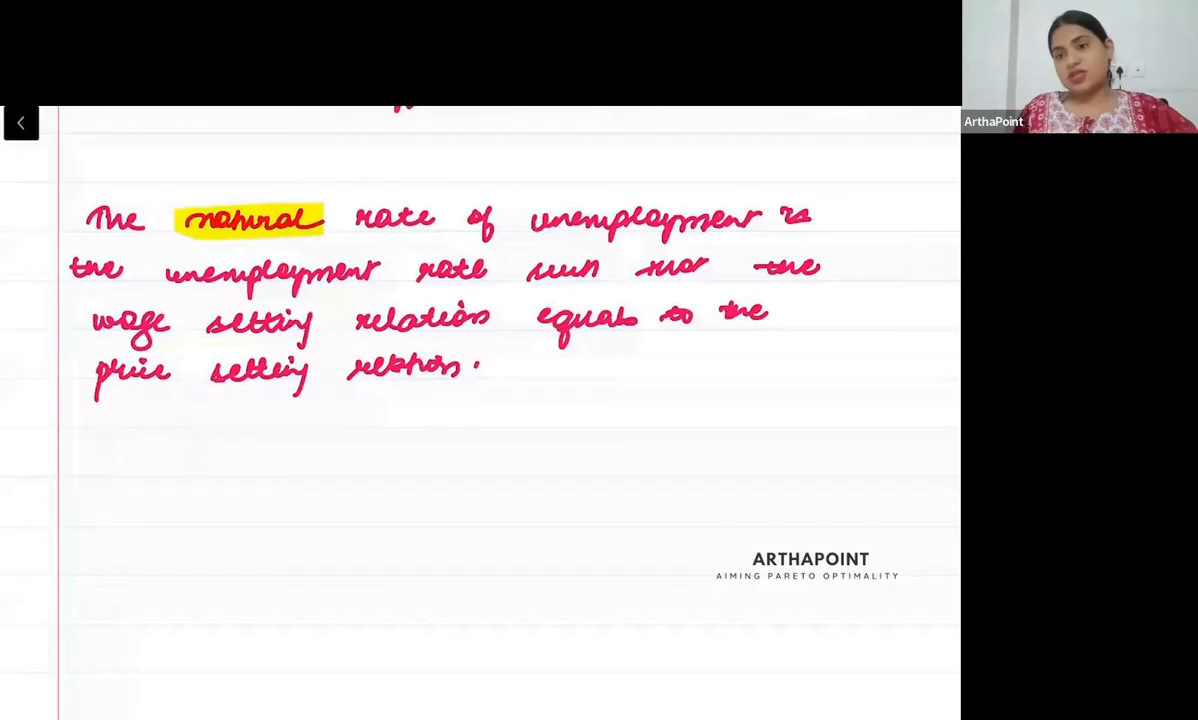 ArthaPoint
The natural rate of unemployment is
the unemployment rate such that the
wage setting relation equals to the
price setting relation.
ARTHAPOINT
AIMING PARETO OPTIMALITY